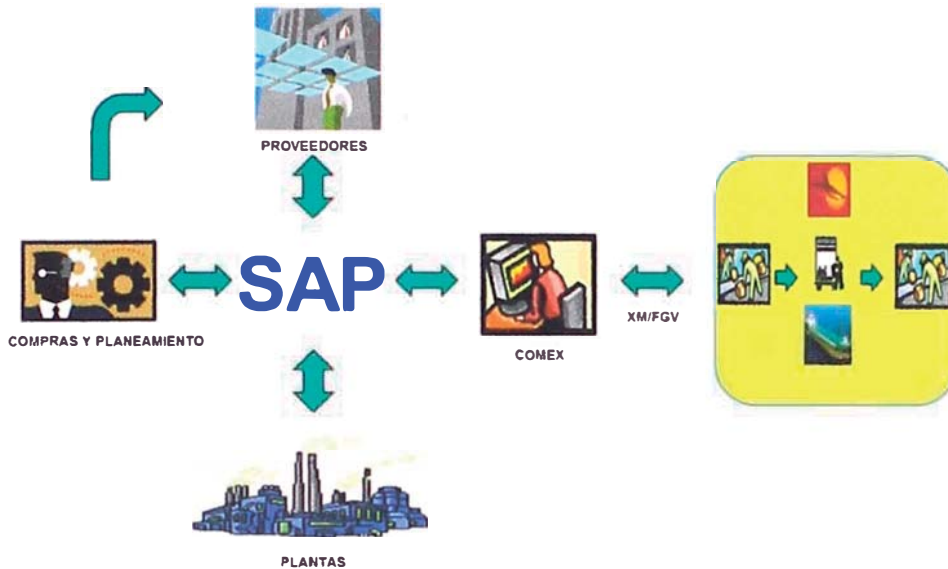 PROVEEDORES
SAP
COMPRAS Y PLANEAMIENTO
COMEX
XM/FGV
PLANTAS